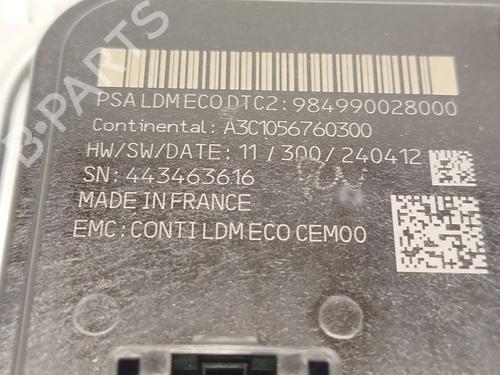 B-PARTS
PSA LDM ECO DTC2: 984990028000
Continental: A3C1056760300
HW/SW/DATE: 11/300/240412
SN: 443463616
MADE IN FRANCE
EMC: CONTI LDM ECO CEM00